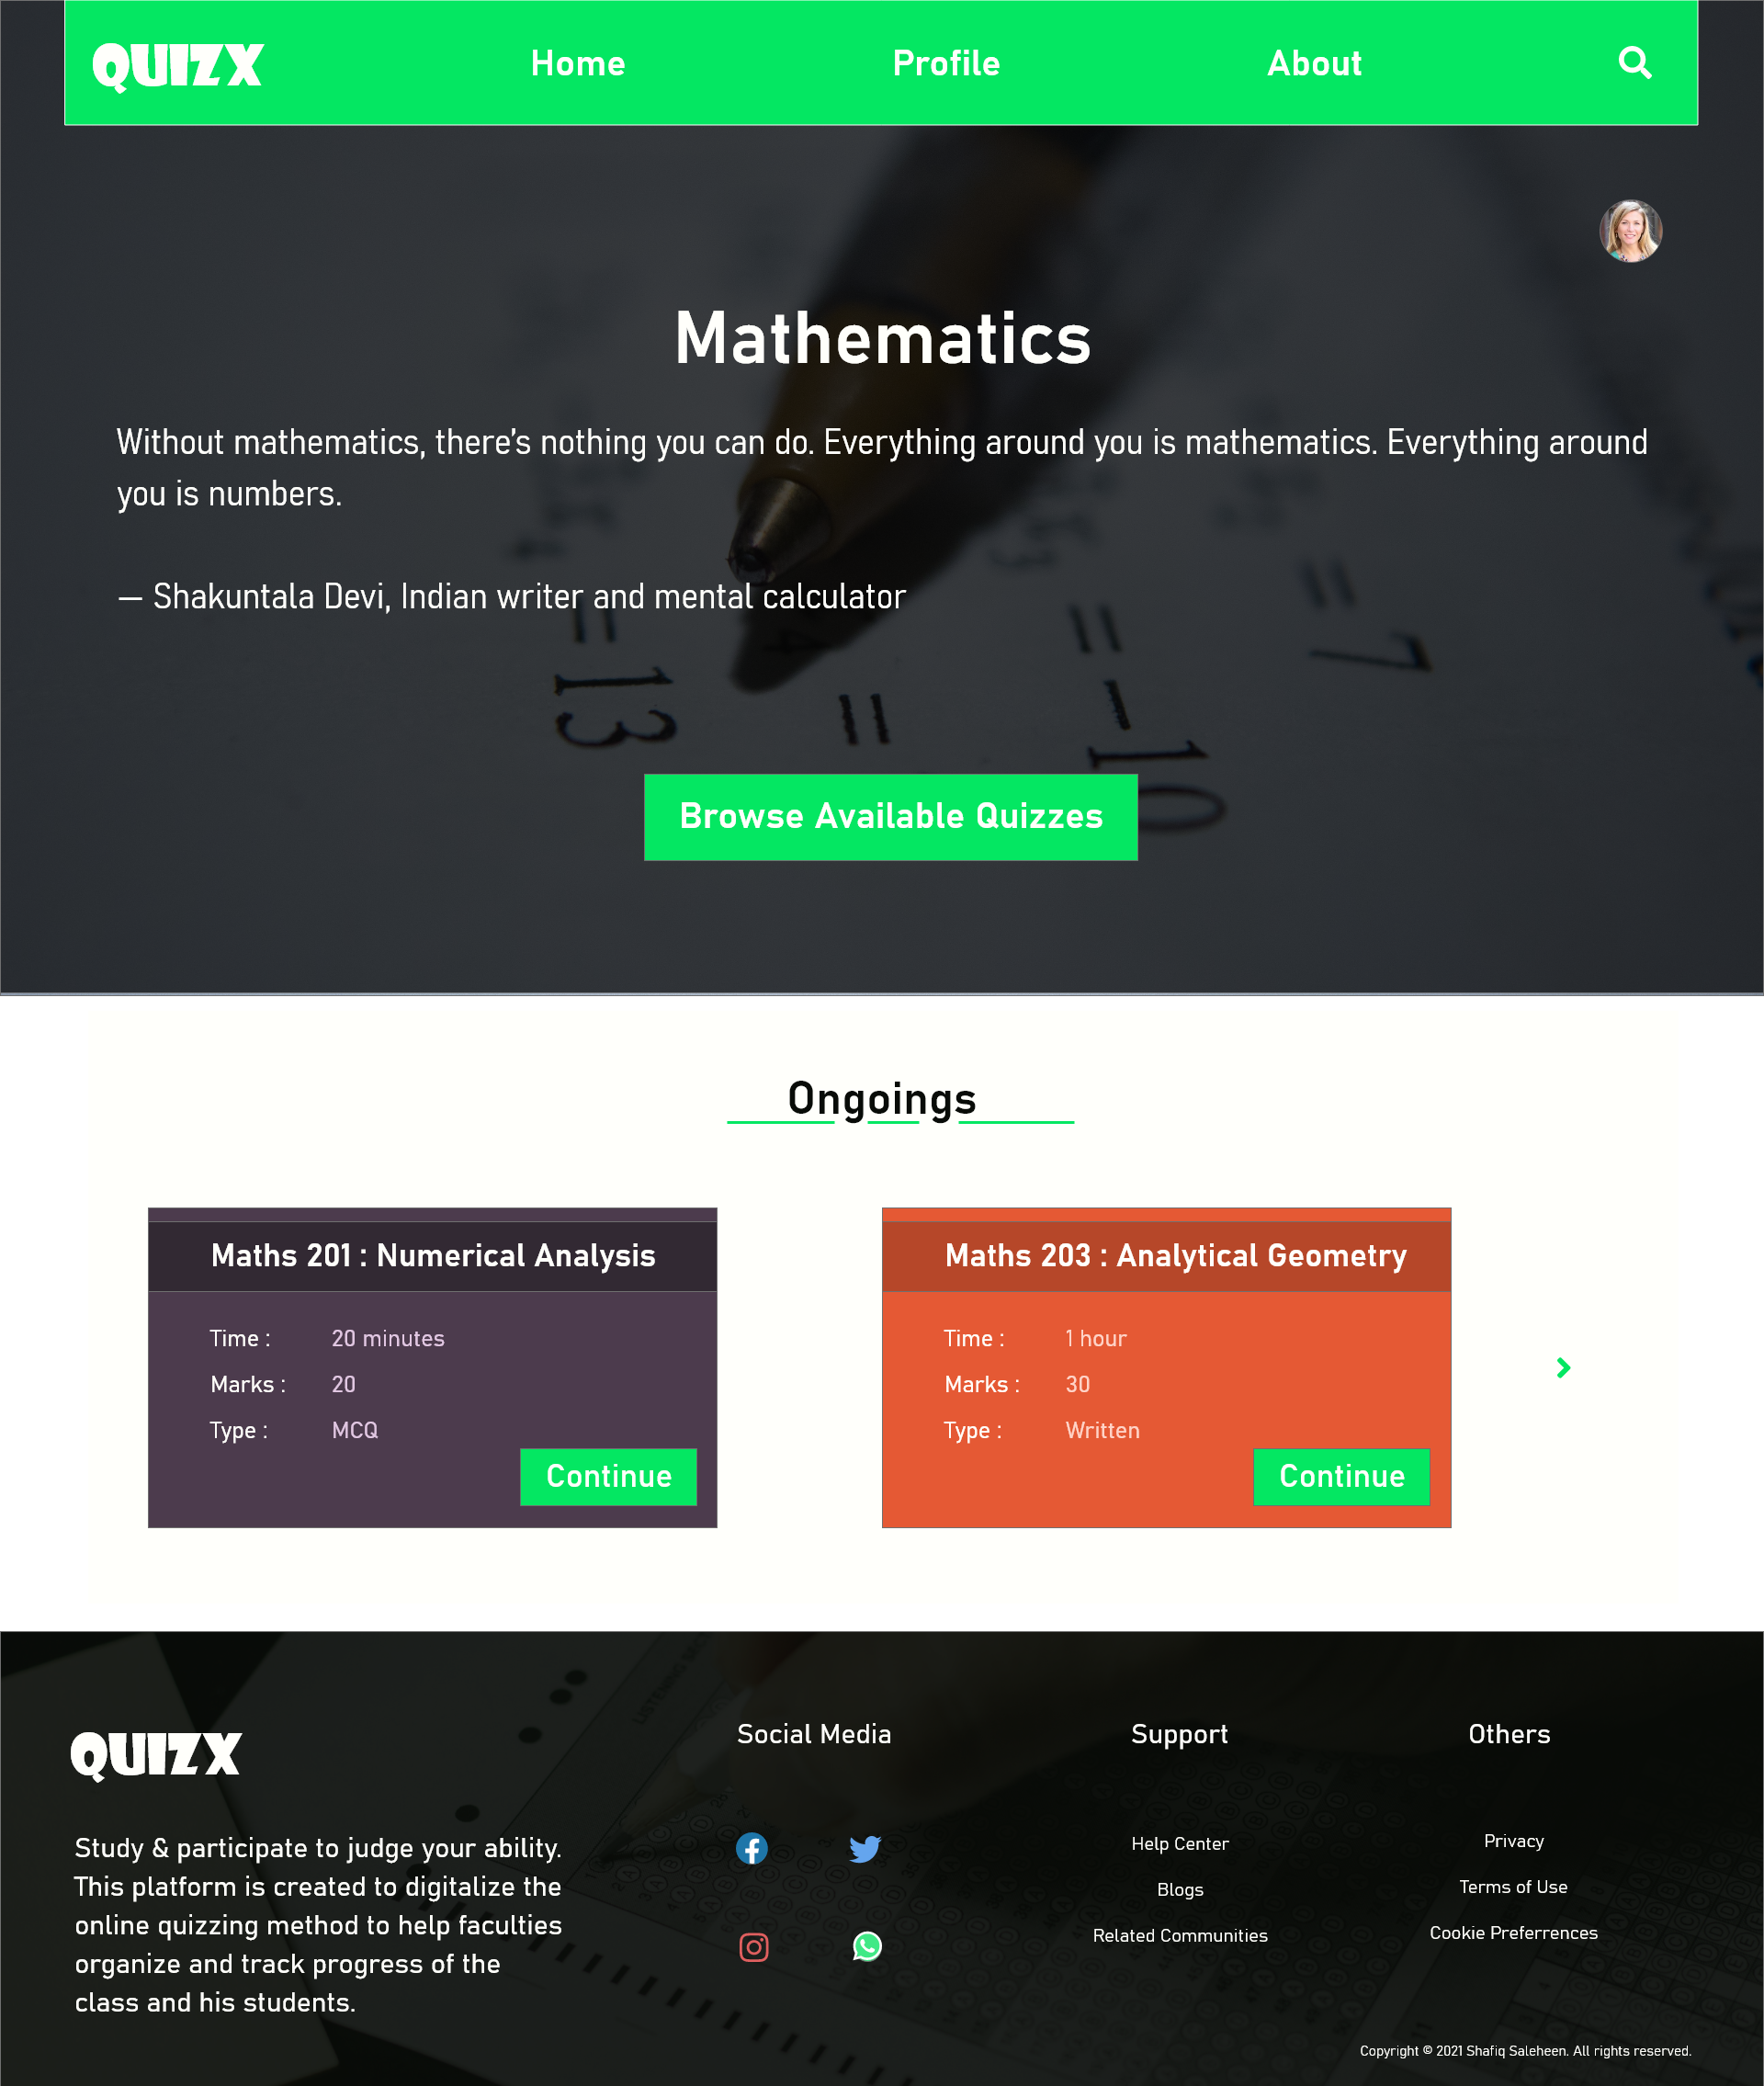 QUIZX
Home
Profile
About
Mathematics
Without mathematics, there's nothing you can do. Everything around you is mathematics. Everything around
you is numbers.
— Shakuntala Devi, Indian writer and mental calculator
= 13
=
= -10
= 7
Browse Available Quizzes
Ongoings
Maths 201 : Numerical Analysis
Time : 20 minutes
Marks : 20
Type : MCQ
Continue
Maths 203 : Analytical Geometry
Time : 1 hour
Marks : 30
Type : Written
Continue
QUIZX
Study & participate to judge your ability.
This platform is created to digitalize the
online quizzing method to help faculties
organize and track progress of the
class and his students.
Social Media
Support
Help Center
Blogs
Related Communities
Others
Privacy
Terms of Use
Cookie Preferrences
Copyright © 2021 Shafiq Saleheen. All rights reserved.